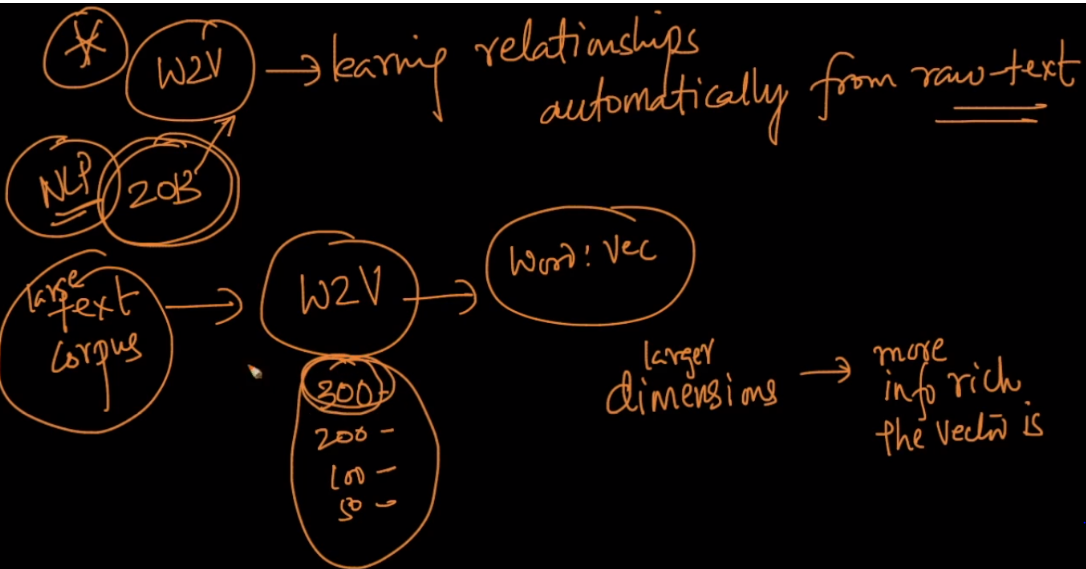 W2V → learning relationships
automatically from raw-text
NLP 20B
large
text
corpus
→ W2V → Word: Vec
300-
200-
100-
50-
larger
dimensions → more
info rich
the vector is